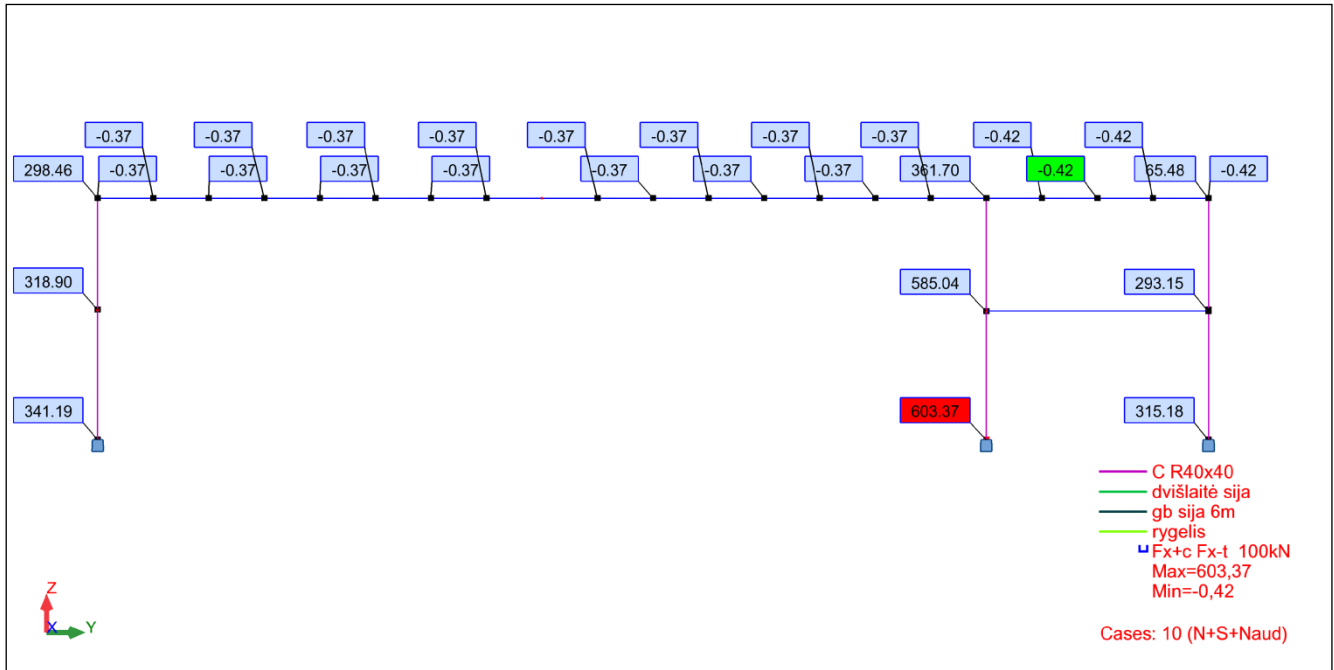 -0.37 -0.37 -0.37 -0.37 -0.37 -0.37 -0.37 -0.37 -0.42 -0.42
298.46 -0.37 -0.37 -0.37 -0.37 -0.37 -0.37 -0.37 361.70 -0.42 65.48 -0.42
318.90 585.04 293.15
341.19 603.37 315.18
C R40x40
dvišlaitė sija
gb sija 6m
rygelis
Fx+c Fx-t 100kN
Max=603,37
Min=-0,42
Cases: 10 (N+S+Naud)
Z
X Y